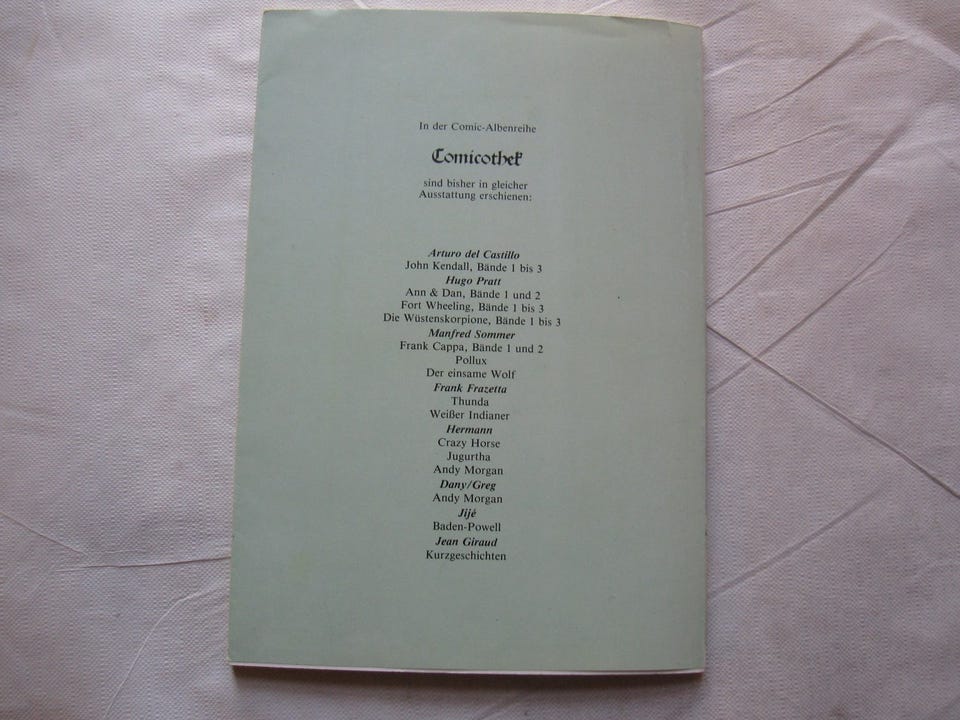 In der Comic-Albenreihe
Comicothek
sind bisher in gleicher
Ausstattung erschienen:
Arturo del Castillo
John Kendall, Bände 1 bis 3
Hugo Pratt
Ann & Dan, Bände 1 und 2
Fort Wheeling, Bände 1 bis 3
Die Wüstenskorpione, Bände 1 bis 3
Manfred Sommer
Frank Cappa, Bände 1 und 2
Pollux
Der einsame Wolf
Frank Frazetta
Thunda
Weißer Indianer
Hermann
Crazy Horse
Jugurtha
Andy Morgan
Dany/Greg
Andy Morgan
Jijé
Baden-Powell
Jean Giraud
Kurzgeschichten